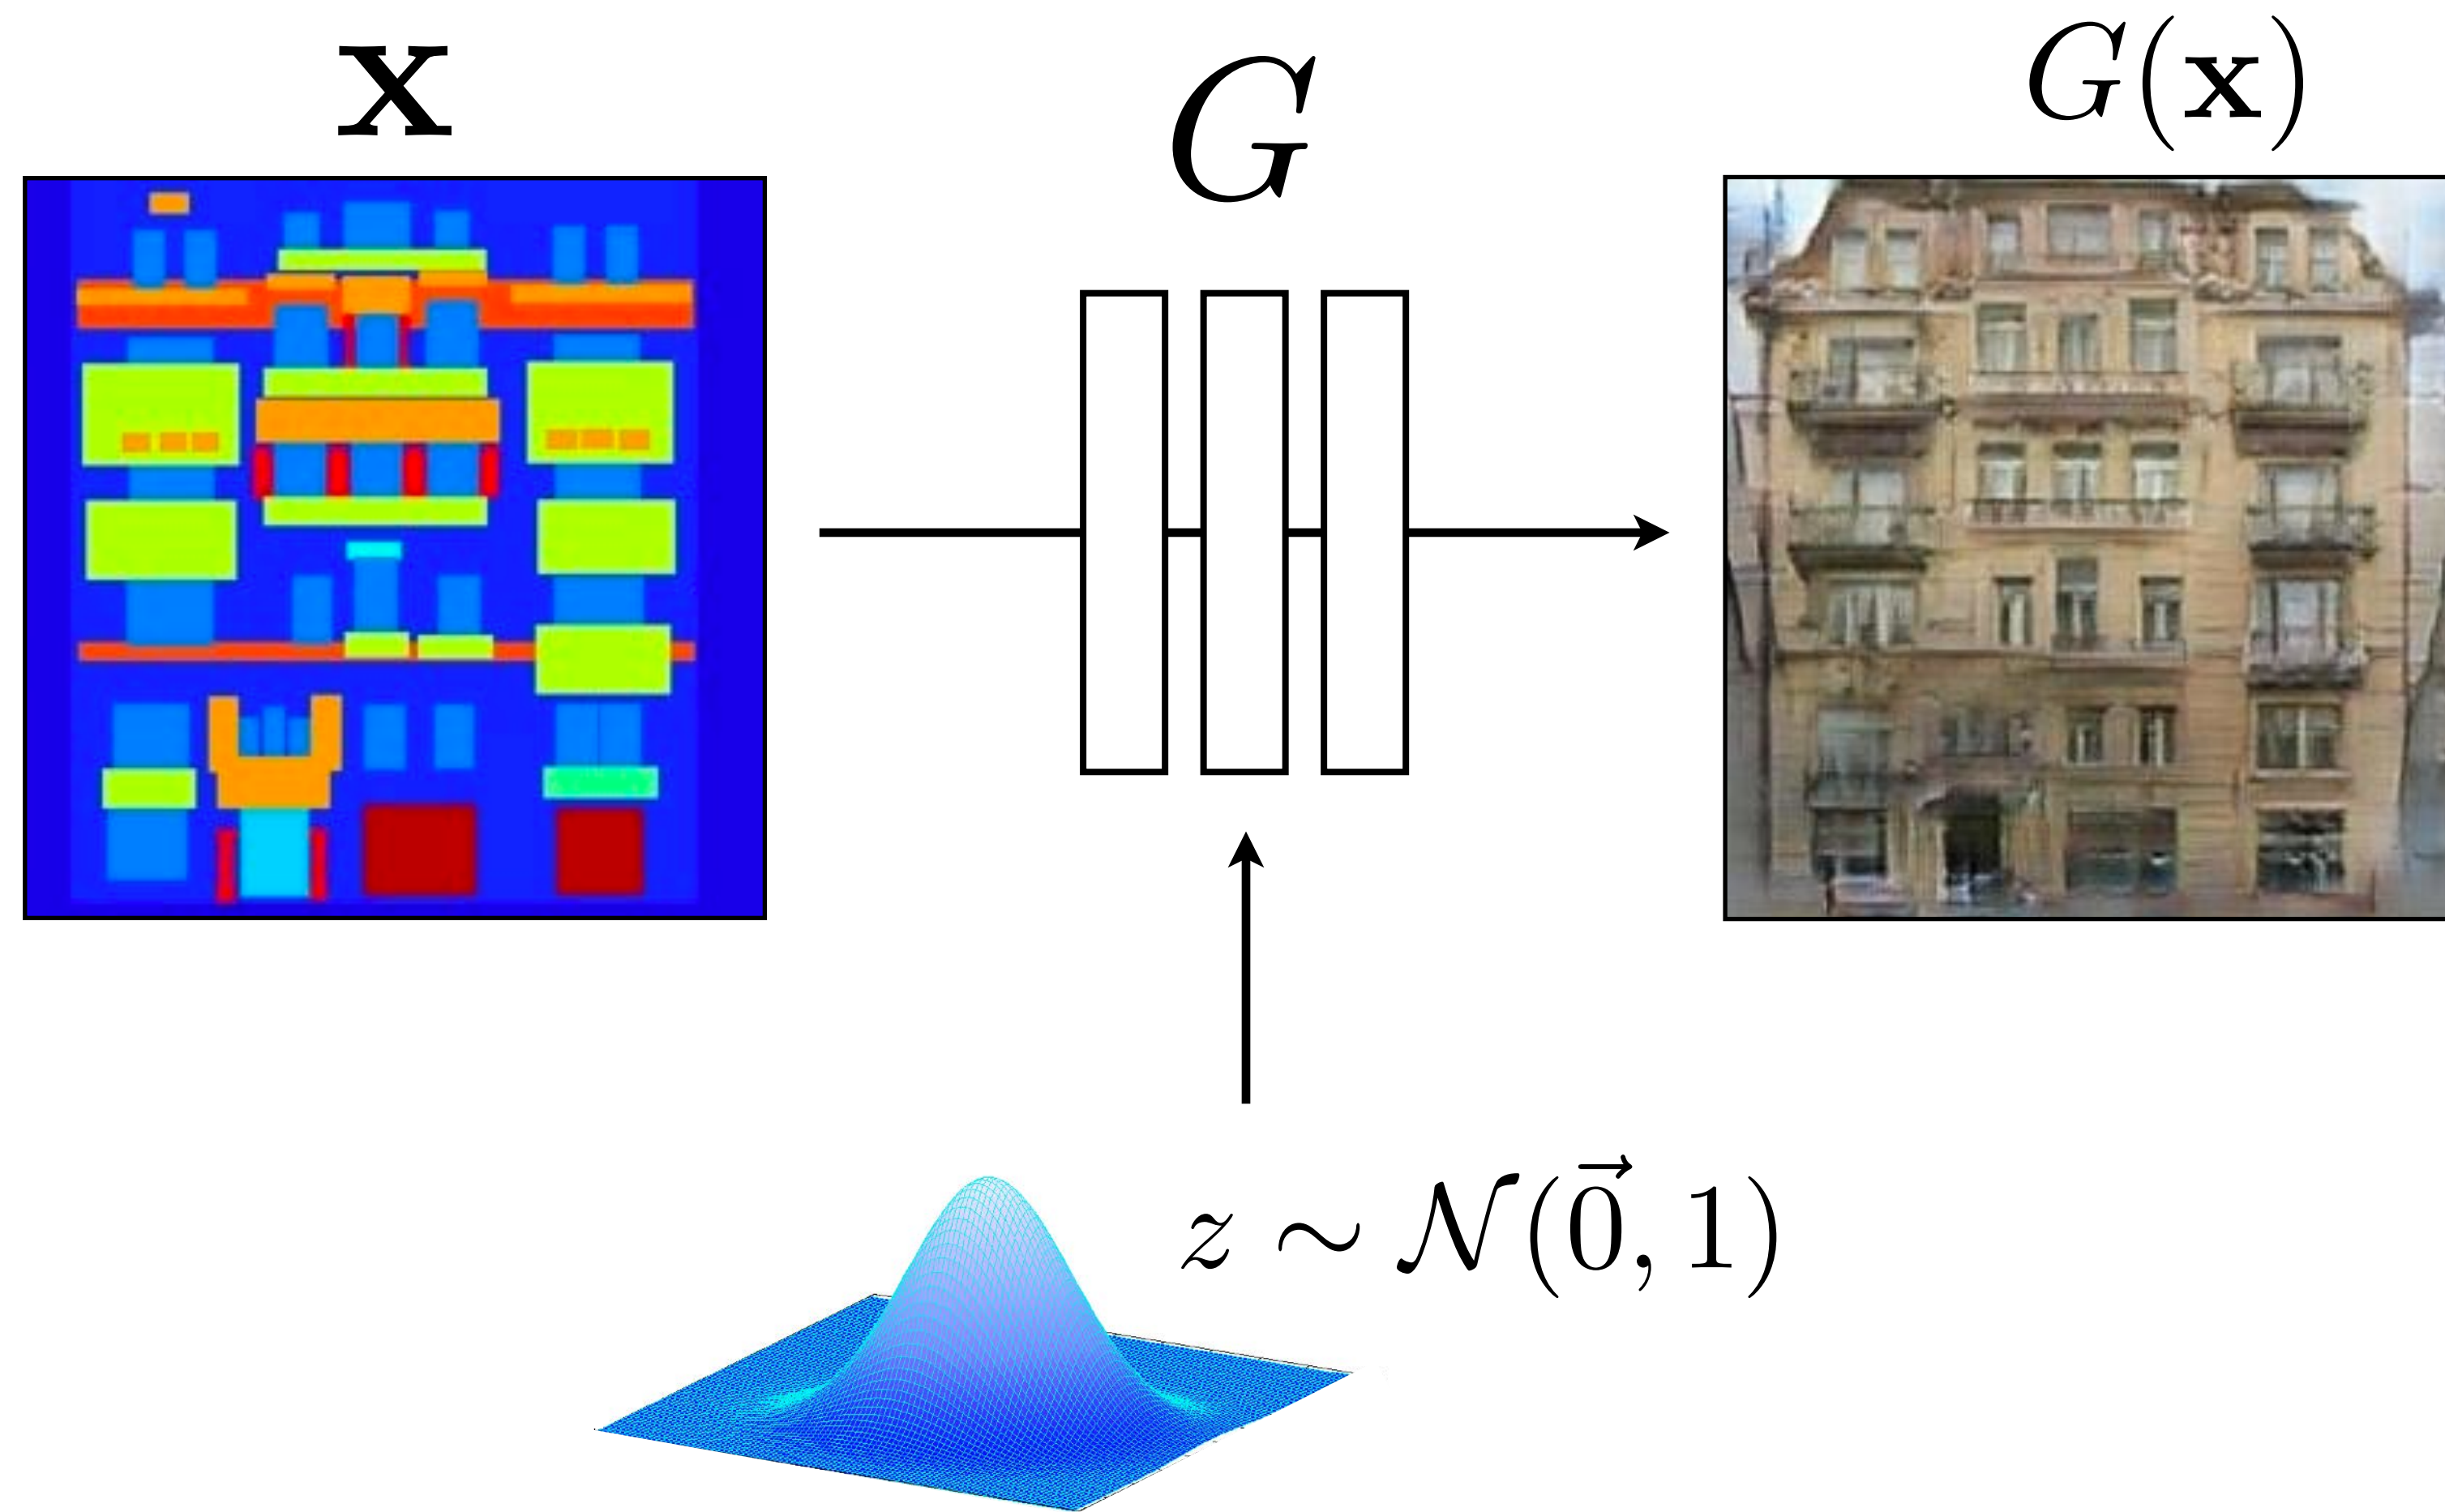 x
G
G(x)
z ∼ 𝒩(0⃗, 1)